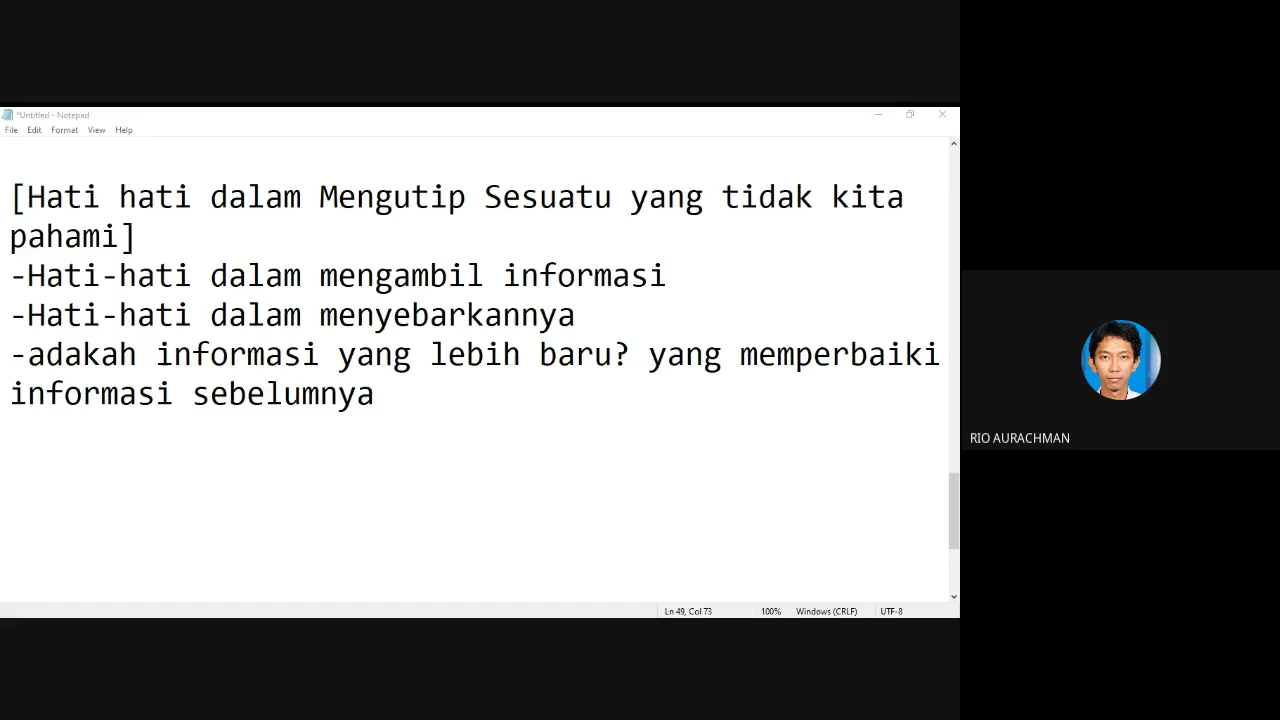 *Untitled - Notepad
File Edit Format View Help
[Hati hati dalam Mengutip Sesuatu yang tidak kita
pahami]
-Hati-hati dalam mengambil informasi
-Hati-hati dalam menyebarkannya
-adakah informasi yang lebih baru? yang memperbaiki
informasi sebelumnya
RIO AURACHMAN
Ln 49, Col 73 100% Windows (CRLF) UTF-8